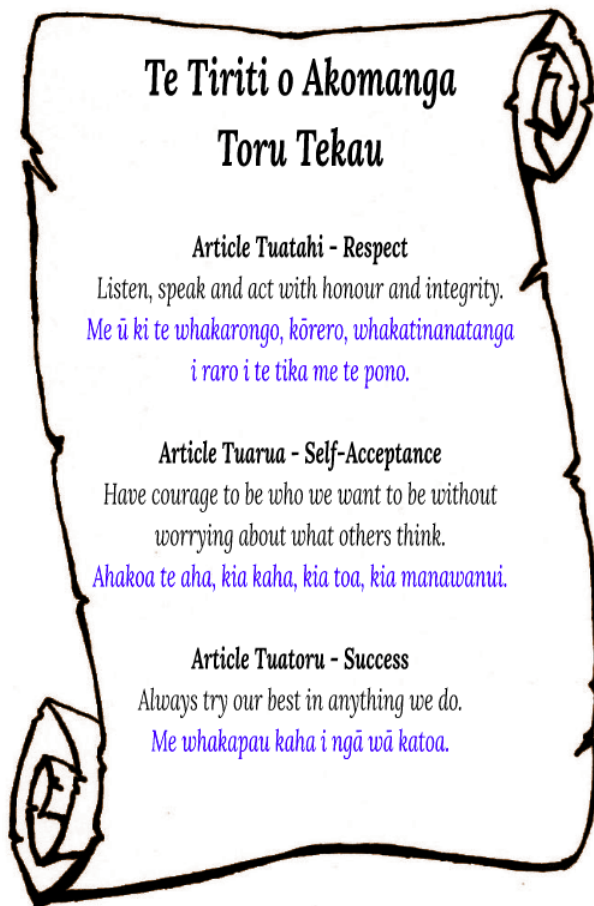 Te Tiriti o Akomanga
Toru Tekau
Article Tuatahi - Respect
Listen, speak and act with honour and integrity.
Me ū ki te whakarongo, kōrero, whakatinanatanga
i raro i te tika me te pono.
Article Tuarua - Self-Acceptance
Have courage to be who we want to be without
worrying about what others think.
Ahakoa te aha, kia kaha, kia toa, kia manawanui.
Article Tuatoru - Success
Always try our best in anything we do.
Me whakapau kaha i ngā wā katoa.